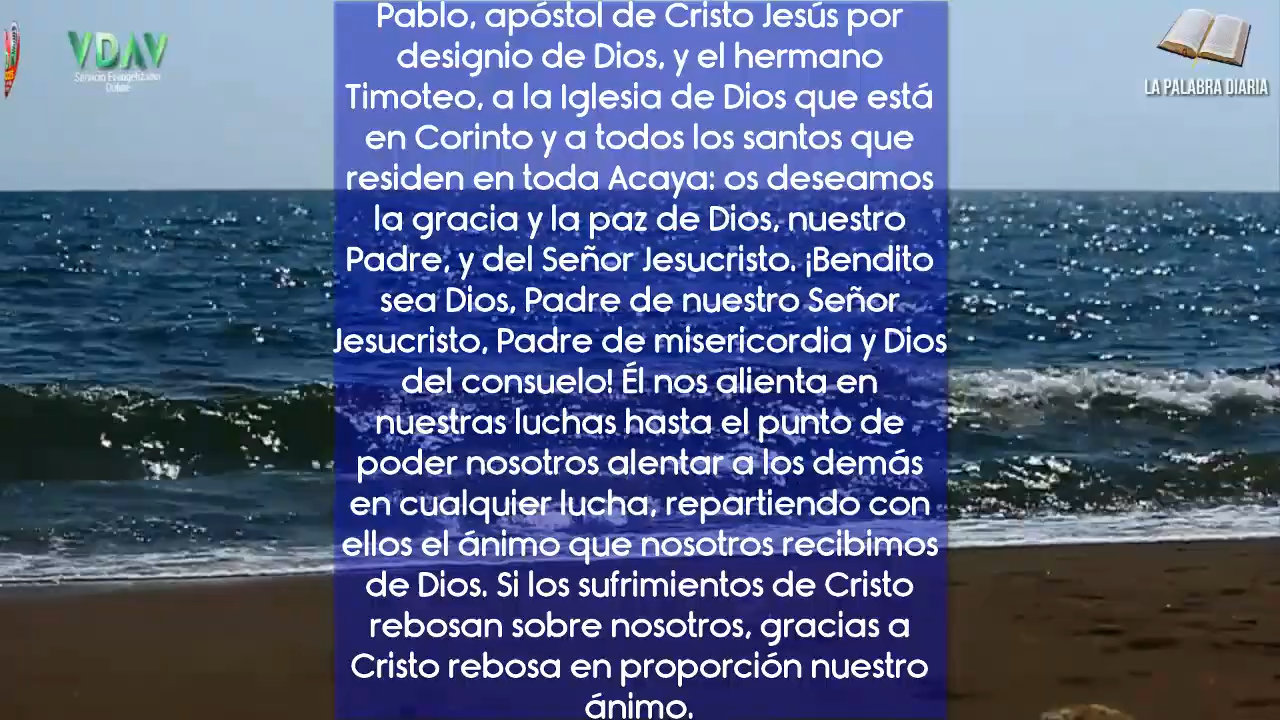 VDAV
Servicio Evangelizador
Online
LA PALABRA DIARIA
Pablo, apóstol de Cristo Jesús por
designio de Dios, y el hermano
Timoteo, a la Iglesia de Dios que está
en Corinto y a todos los santos que
residen en toda Acaya: os deseamos
la gracia y la paz de Dios, nuestro
Padre, y del Señor Jesucristo. ¡Bendito
sea Dios, Padre de nuestro Señor
Jesucristo, Padre de misericordia y Dios
del consuelo! Él nos alienta en
nuestras luchas hasta el punto de
poder nosotros alentar a los demás
en cualquier lucha, repartiendo con
ellos el ánimo que nosotros recibimos
de Dios. Si los sufrimientos de Cristo
rebosan sobre nosotros, gracias a
Cristo rebosa en proporción nuestro
ánimo.